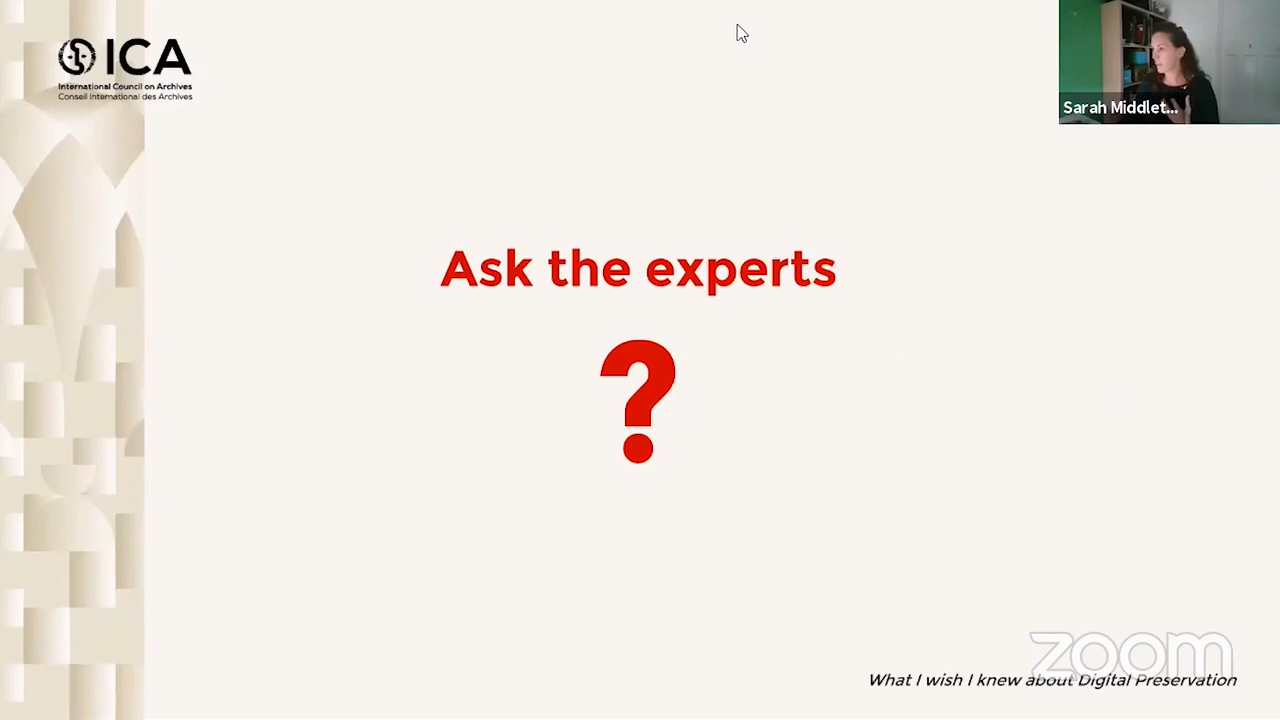 ICA
International Council on Archives
Conseil International des Archives
Sarah Middlet...
Ask the experts
?
zoom
What I wish I knew about Digital Preservation